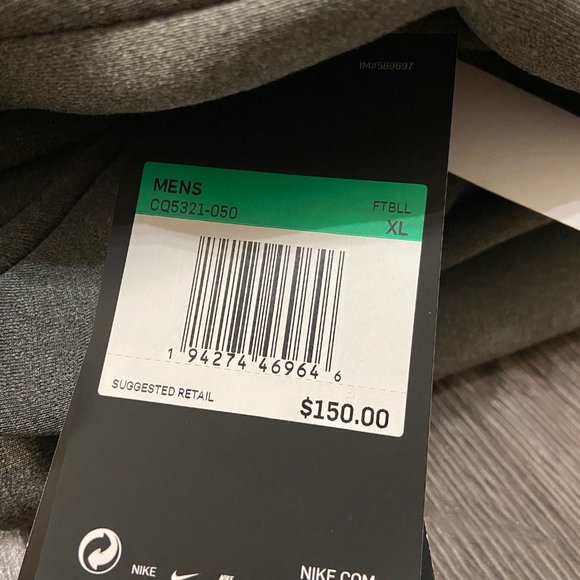 IM#589697
MENS
CQ5321-050 FTBLL
XL
1 94274 46964 6
SUGGESTED RETAIL $150.00
NIKE NIKE.COM